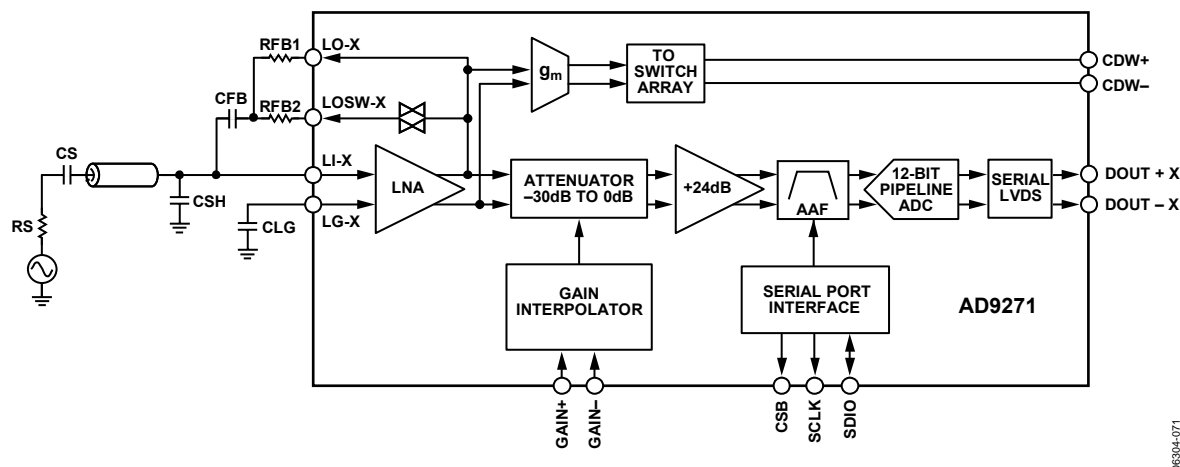 RFB1
LO-X
CFB
RFB2
LOSW-X
CS
LI-X
CSH
CLG
LG-X
RS
LNA
gm
TO
SWITCH
ARRAY
CDW+
CDW–
ATTENUATOR
–30dB TO 0dB
+24dB
AAF
12-BIT
PIPELINE
ADC
SERIAL
LVDS
DOUT + X
DOUT – X
GAIN
INTERPOLATOR
SERIAL PORT
INTERFACE
AD9271
GAIN+
GAIN–
CSB
SCLK
SDIO
06304-071